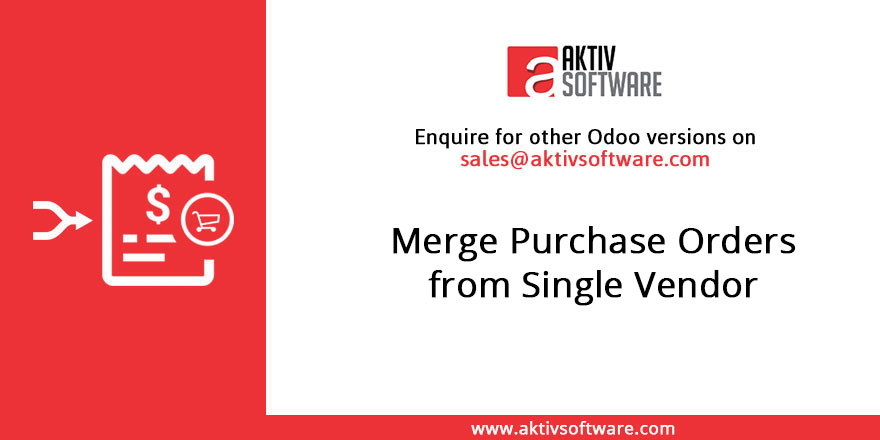 AKTIV
SOFTWARE
Enquire for other Odoo versions on
sales@aktivsoftware.com
$
Merge Purchase Orders
from Single Vendor
www.aktivsoftware.com